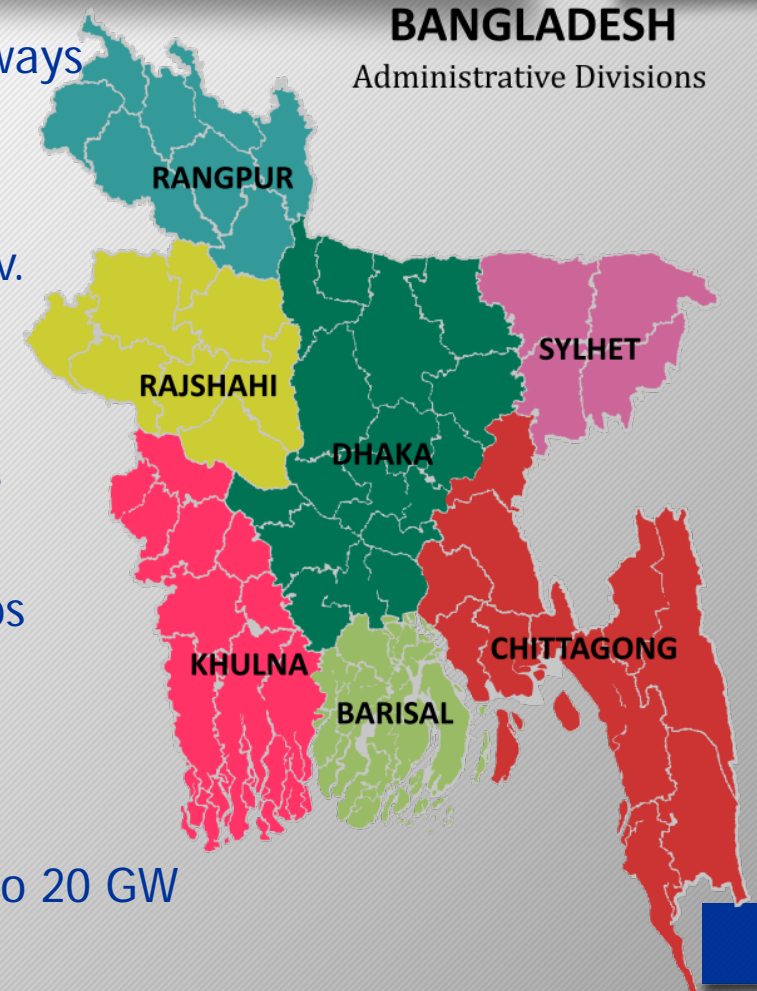 BANGLADESH
Administrative Divisions
RANGPUR
SYLHET
RAJSHAHI
DHAKA
CHITTAGONG
KHULNA
BARISAL
20 GW